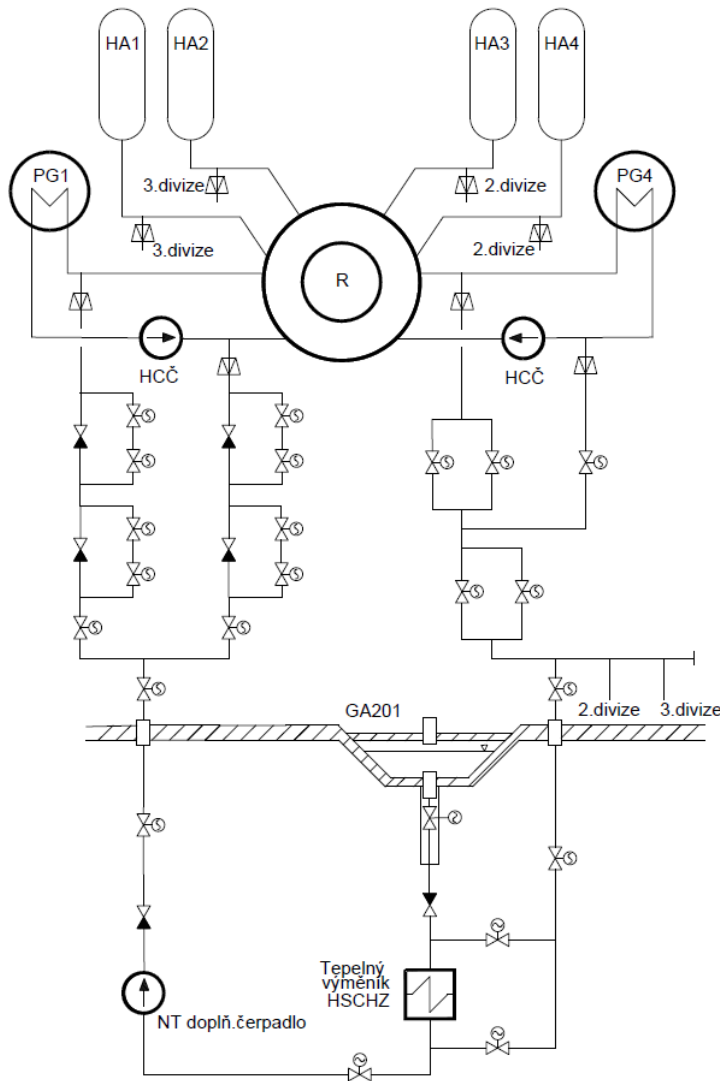 HA1
HA2
HA3
HA4
PG1
3.divize
2.divize
PG4
3.divize
2.divize
R
HCČ
HCČ
GA201
2.divize
3.divize
Tepelný
výměník
HSCHZ
NT doplň.čerpadlo